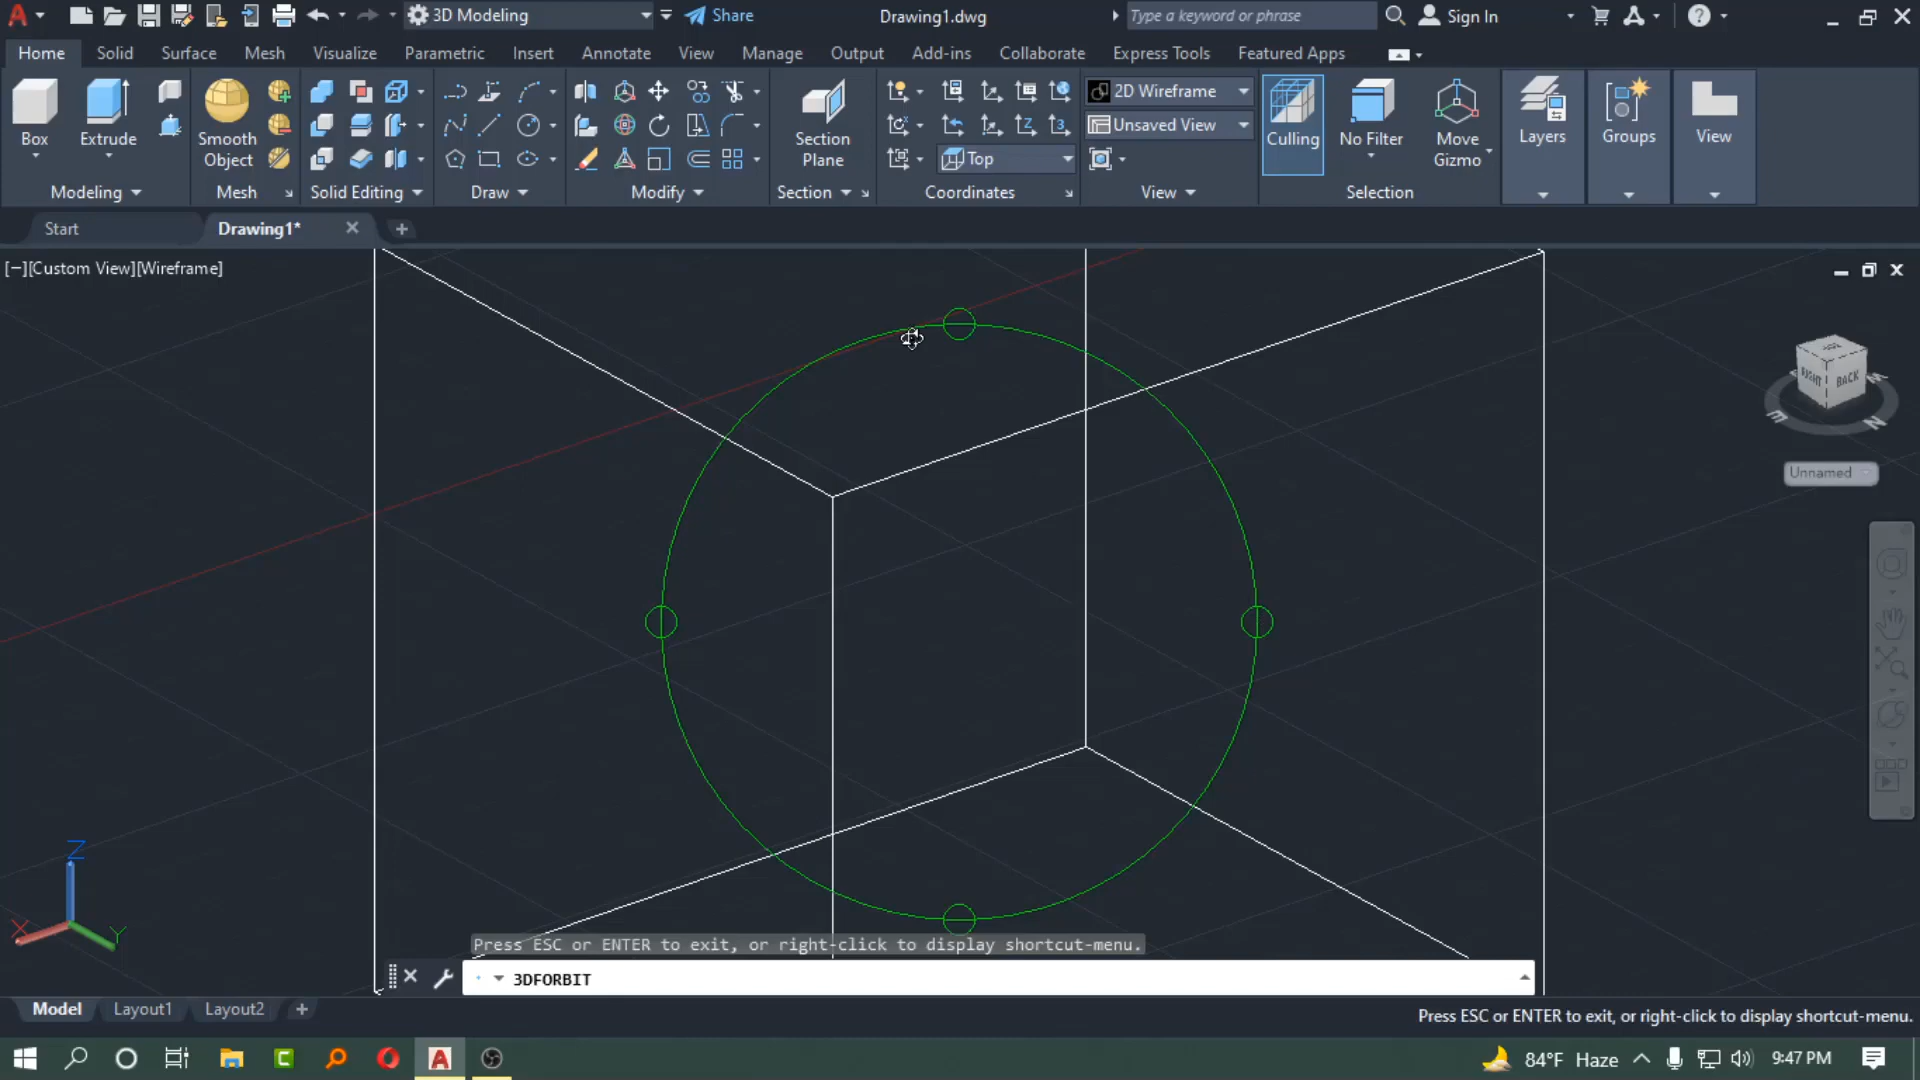 3D Modeling
Share
Drawing1.dwg
Type a keyword or phrase
Sign In
Home Solid Surface Mesh Visualize Parametric Insert Annotate View Manage Output Add-ins Collaborate Express Tools Featured Apps
Box
Extrude
Smooth Object
Section Plane
2D Wireframe
Unsaved View
Top
Culling
No Filter
Move Gizmo
Layers
Groups
View
Modeling Mesh Solid Editing Draw Modify Section Coordinates View Selection
Start
Drawing1*
[−][Custom View][Wireframe]
RIGHT BACK
Unnamed
Z
X
Y
Press ESC or ENTER to exit, or right-click to display shortcut-menu.
3DFORBIT
Model Layout1 Layout2
Press ESC or ENTER to exit, or right-click to display shortcut-menu.
84°F Haze
9:47 PM